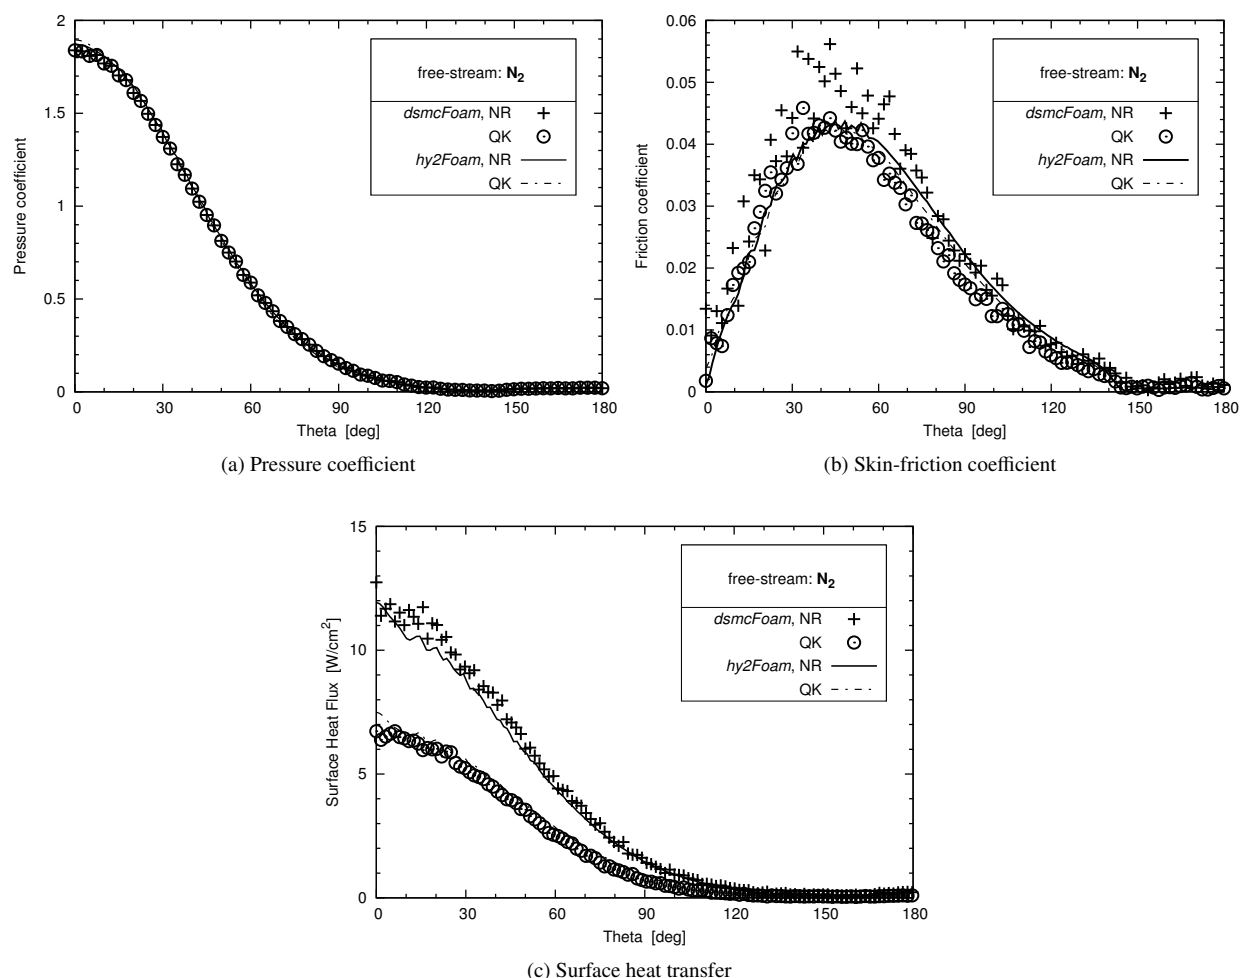 2
1.5
1
0.5
0
0 30 60 90 120 150 180
Pressure coefficient
Theta [deg]
free-stream: N2
dsmcFoam, NR
QK
hy2Foam, NR
QK
(a) Pressure coefficient
0.06
0.05
0.04
0.03
0.02
0.01
0
0 30 60 90 120 150 180
Friction coefficient
Theta [deg]
free-stream: N2
dsmcFoam, NR
QK
hy2Foam, NR
QK
(b) Skin-friction coefficient
15
10
5
0
0 30 60 90 120 150 180
Surface Heat Flux [W/cm²]
Theta [deg]
free-stream: N2
dsmcFoam, NR
QK
hy2Foam, NR
QK
(c) Surface heat transfer